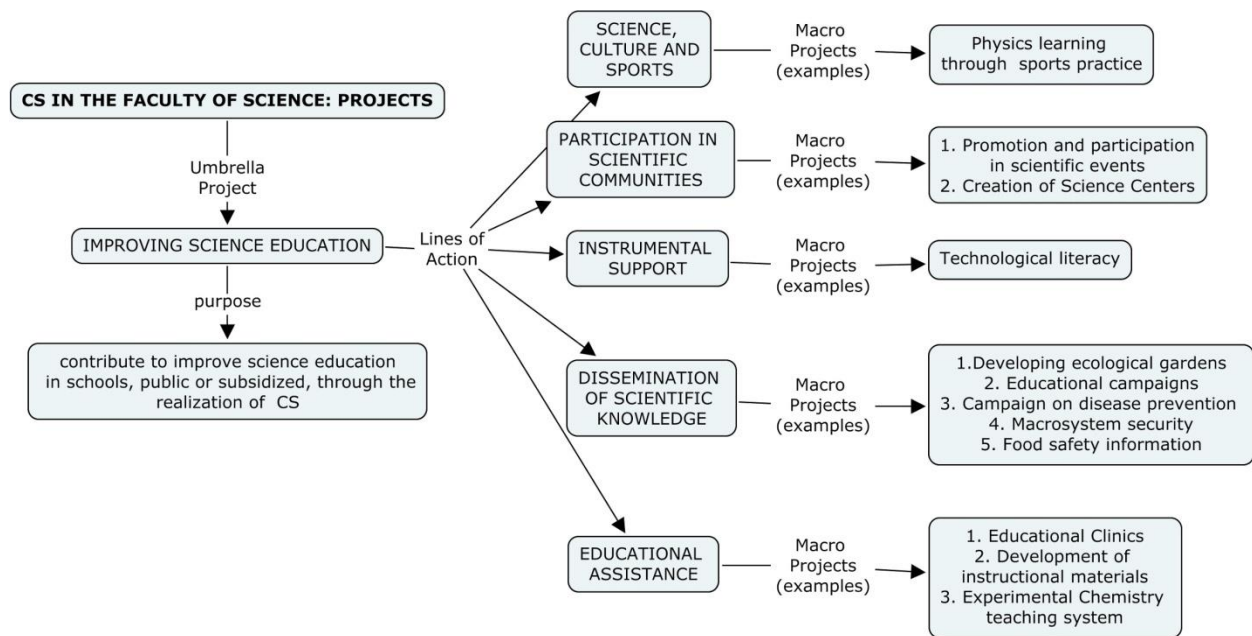 CS IN THE FACULTY OF SCIENCE: PROJECTS
Umbrella
Project
IMPROVING SCIENCE EDUCATION
purpose
contribute to improve science education
in schools, public or subsidized, through the
realization of CS
Lines of
Action
SCIENCE,
CULTURE AND
SPORTS
Macro
Projects
(examples)
Physics learning
through sports practice
PARTICIPATION IN
SCIENTIFIC
COMMUNITIES
Macro
Projects
(examples)
1. Promotion and participation
in scientific events
2. Creation of Science Centers
INSTRUMENTAL
SUPPORT
Macro
Projects
(examples)
Technological literacy
DISSEMINATION
OF SCIENTIFIC
KNOWLEDGE
Macro
Projects
(examples)
1.Developing ecological gardens
2. Educational campaigns
3. Campaign on disease prevention
4. Macrosystem security
5. Food safety information
EDUCATIONAL
ASSISTANCE
Macro
Projects
(examples)
1. Educational Clinics
2. Development of
instructional materials
3. Experimental Chemistry
teaching system